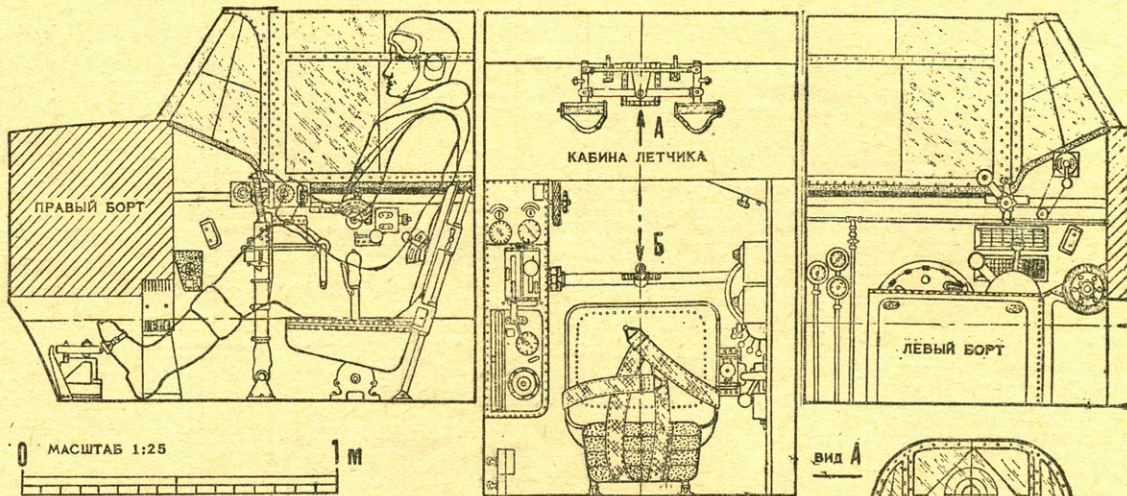 ПРАВЫЙ БОРТ
А
КАБИНА ЛЕТЧИКА
Б
ЛЕВЫЙ БОРТ
0 МАСШТАБ 1:25 1 М
ВИД А